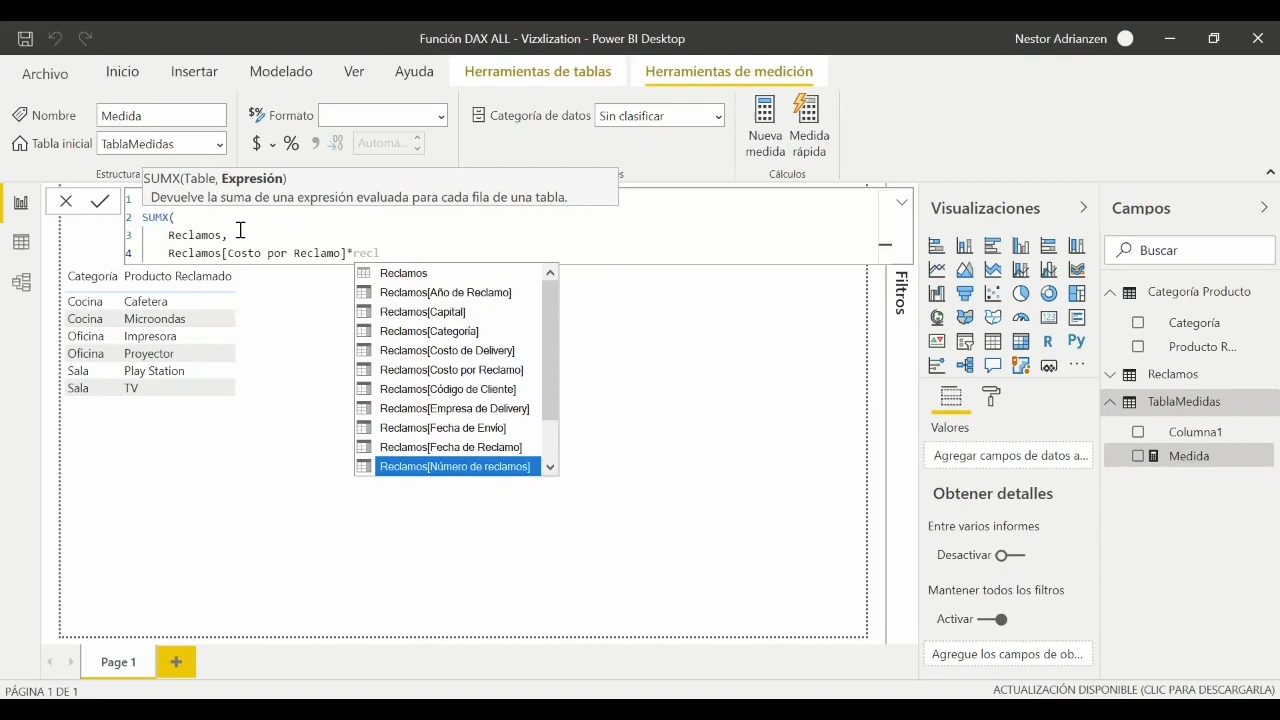 Función DAX ALL - Vizxlization - Power BI Desktop
Nestor Adrianzen
Archivo
Inicio
Insertar
Modelado
Ver
Ayuda
Herramientas de tablas
Herramientas de medición
Nombre
Medida
Formato
Categoría de datos
Sin clasificar
Tabla inicial
TablaMedidas
$ %
Automá...
Nueva medida
Medida rápida
Estructura
Cálculos
SUMX(Table, Expresión)
Devuelve la suma de una expresión evaluada para cada fila de una tabla.
1
2 SUMX(
3 Reclamos,
4 Reclamos[Costo por Reclamo]*recl
Reclamos
Reclamos[Año de Reclamo]
Reclamos[Capital]
Reclamos[Categoría]
Reclamos[Costo de Delivery]
Reclamos[Costo por Reclamo]
Reclamos[Código de Cliente]
Reclamos[Empresa de Delivery]
Reclamos[Fecha de Envío]
Reclamos[Fecha de Reclamo]
Reclamos[Número de reclamos]
Categoría Producto Reclamado
Cocina Cafetera
Cocina Microondas
Oficina Impresora
Oficina Proyector
Sala Play Station
Sala TV
Filtros
Visualizaciones
R
Py
Valores
Agregar campos de datos a...
Obtener detalles
Entre varios informes
Desactivar
Mantener todos los filtros
Activar
Agregue los campos de ob...
Campos
Buscar
Categoría Producto
Categoría
Producto R...
Reclamos
TablaMedidas
Columna1
Medida
Page 1
PÁGINA 1 DE 1
ACTUALIZACIÓN DISPONIBLE (CLIC PARA DESCARGARLA)